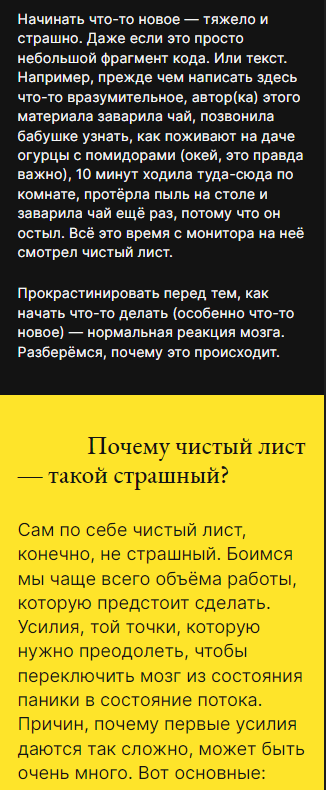 Начинать что-то новое — тяжело и
страшно. Даже если это просто
небольшой фрагмент кода. Или текст.
Например, прежде чем написать здесь
что-то вразумительное, автор(ка) этого
материала заварила чай, позвонила
бабушке узнать, как поживают на даче
огурцы с помидорами (окей, это правда
важно), 10 минут ходила туда-сюда по
комнате, протёрла пыль на столе и
заварила чай ещё раз, потому что он
остыл. Всё это время с монитора на неё
смотрел чистый лист.
Прокрастинировать перед тем, как
начать что-то делать (особенно что-то
новое) — нормальная реакция мозга.
Разберёмся, почему это происходит.
Почему чистый лист
— такой страшный?
Сам по себе чистый лист,
конечно, не страшный. Боимся
мы чаще всего объёма работы,
которую предстоит сделать.
Усилия, той точки, которую
нужно преодолеть, чтобы
переключить мозг из состояния
паники в состояние потока.
Причин, почему первые усилия
даются так сложно, может быть
очень много. Вот основные: